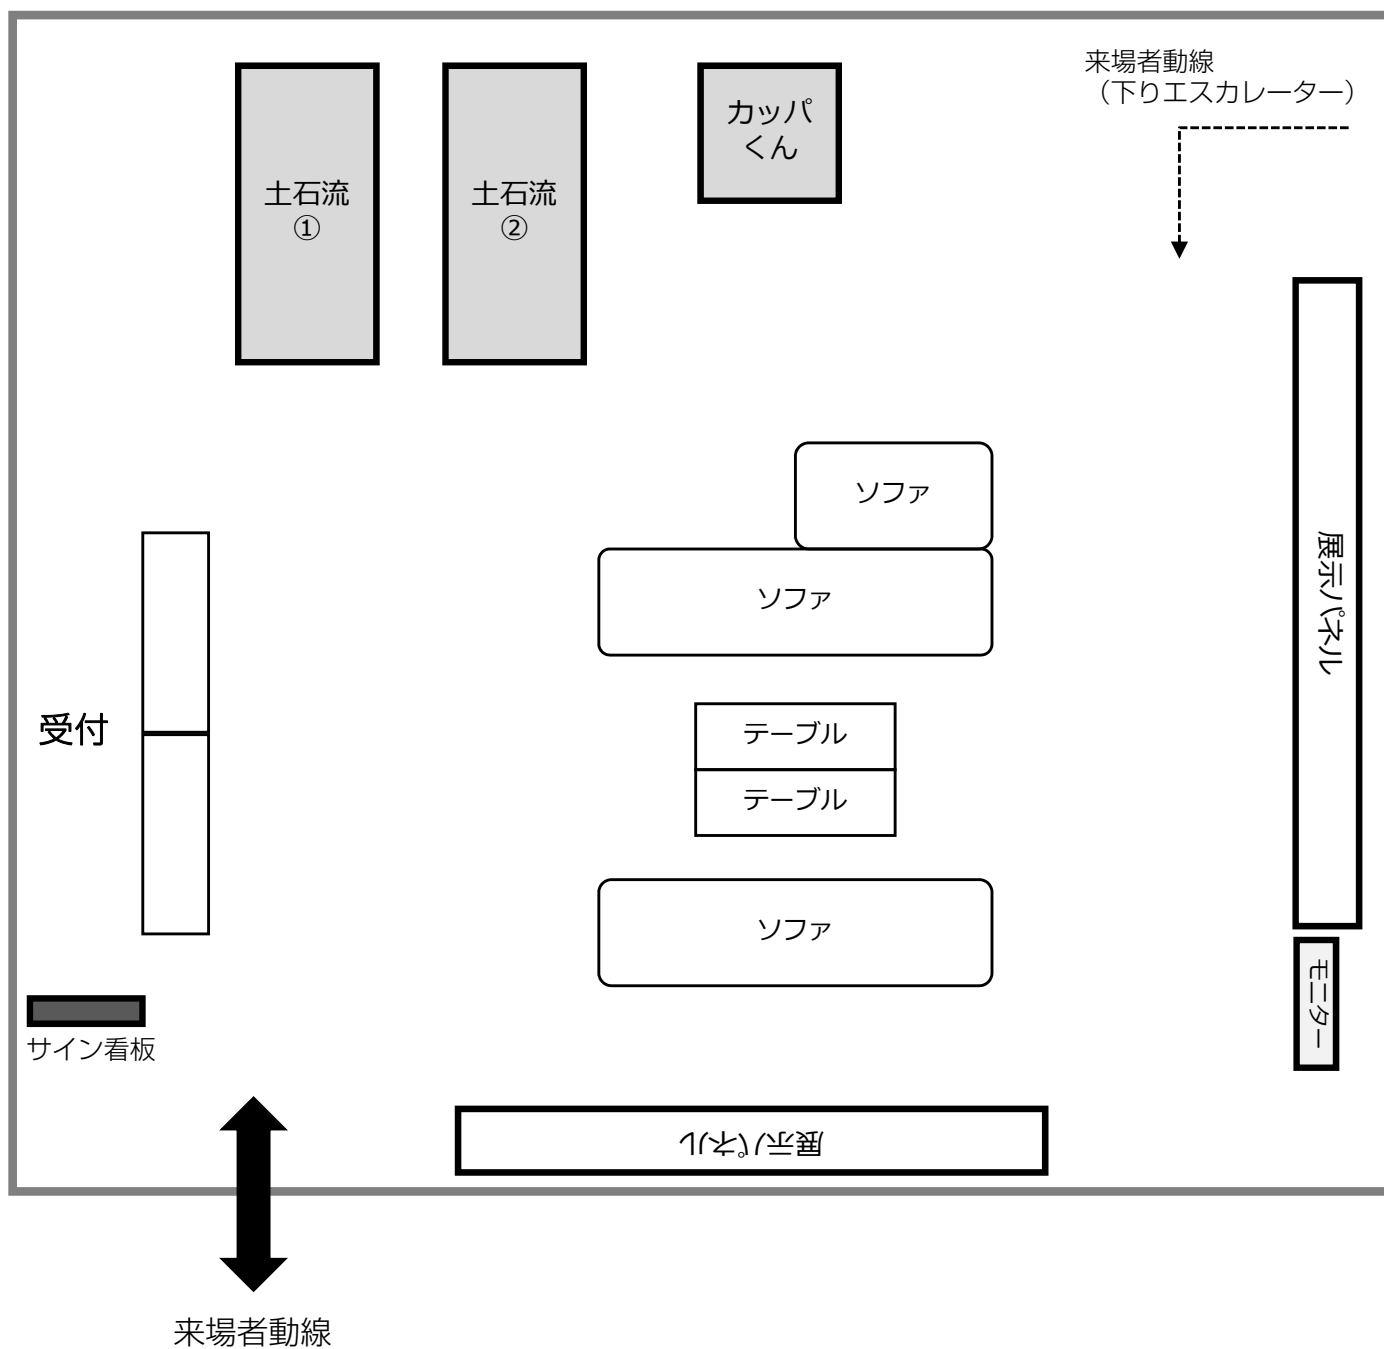 来場者動線
（下りエスカレーター）
カッパ
くん
土石流
①
土石流
②
ソファ
ソファ
展示パネル
受付
テーブル
テーブル
ソファ
モニター
サイン看板
展示パネル
来場者動線